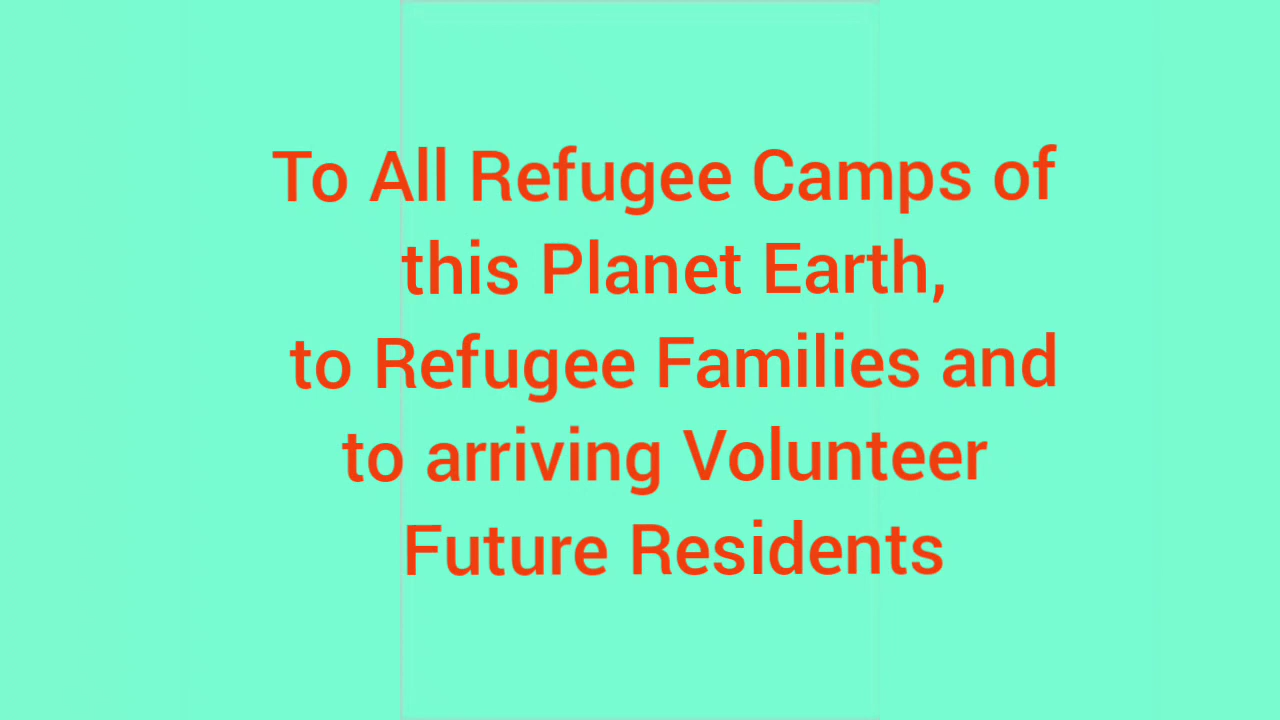 To All Refugee Camps of
this Planet Earth,
to Refugee Families and
to arriving Volunteer
Future Residents